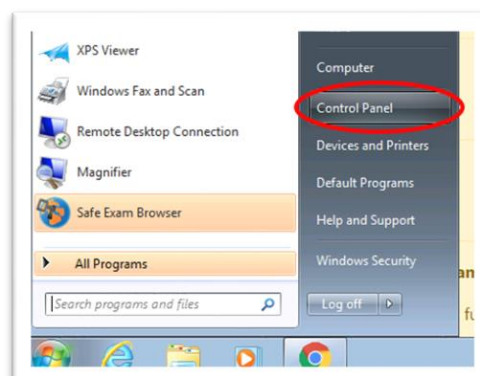 XPS Viewer
Windows Fax and Scan
Remote Desktop Connection
Magnifier
Safe Exam Browser
All Programs
Search programs and files
Computer
Control Panel
Devices and Printers
Default Programs
Help and Support
Windows Security
Log off